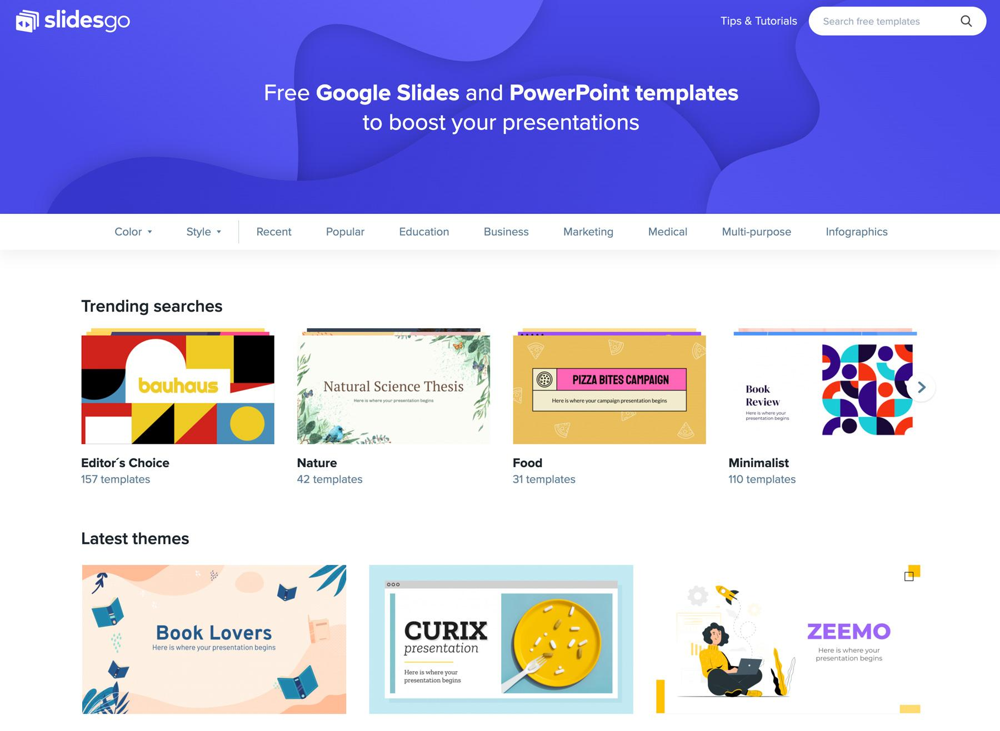 slidesgo
Tips & Tutorials
Search free templates
Free Google Slides and PowerPoint templates
to boost your presentations
Color
Style
Recent
Popular
Education
Business
Marketing
Medical
Multi-purpose
Infographics
Trending searches
bauhaus
Natural Science Thesis
Here is where your presentation begins
PIZZA BITES CAMPAIGN
Here is where your campaign presentation begins
Book
Review
Here is where your
presentation begins
Editor´s Choice
157 templates
Nature
42 templates
Food
31 templates
Minimalist
110 templates
Latest themes
Book Lovers
Here is where your presentation begins
CURIX
presentation
Here is where your
presentation begins
ZEEMO
Here is where your
presentation begins